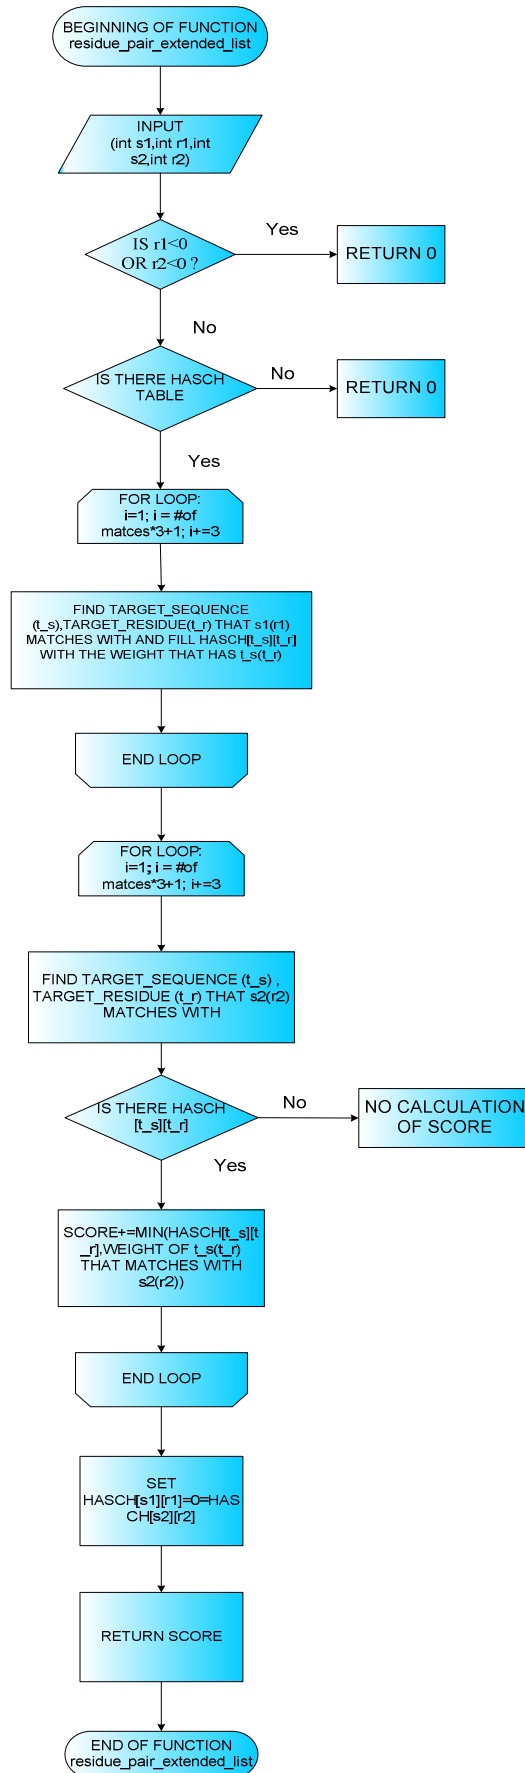 BEGINNING OF FUNCTION
residue_pair_extended_list
INPUT
(int s1,int r1,int
s2,int r2)
IS r1<0
OR r2<0 ?
Yes
RETURN 0
No
IS THERE HASCH
TABLE
No
RETURN 0
Yes
FOR LOOP:
i=1; i = #of
matces*3+1; i+=3
FIND TARGET_SEQUENCE
(t_s),TARGET_RESIDUE(t_r) THAT s1(r1)
MATCHES WITH AND FILL HASCH[t_s][t_r]
WITH THE WEIGHT THAT HAS t_s(t_r)
END LOOP
FOR LOOP:
i=1; i = #of
matces*3+1; i+=3
FIND TARGET_SEQUENCE (t_s) ,
TARGET_RESIDUE (t_r) THAT s2(r2)
MATCHES WITH
IS THERE HASCH
[t_s][t_r]
No
NO CALCULATION
OF SCORE
Yes
SCORE+=MIN(HASCH[t_s][t
_r],WEIGHT OF t_s(t_r)
THAT MATCHES WITH
s2(r2))
END LOOP
SET
HASCH[s1][r1]=0=HAS
CH[s2][r2]
RETURN SCORE
END OF FUNCTION
residue_pair_extended_list